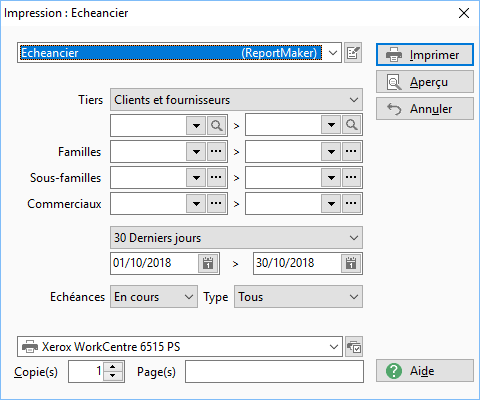 Impression : Echeancier
Echeancier (ReportMaker)
Imprimer
Aperçu
Annuler
Tiers Clients et fournisseurs
>
Familles >
Sous-familles >
Commerciaux >
30 Derniers jours
01/10/2018 > 30/10/2018
Echéances En cours Type Tous
Xerox WorkCentre 6515 PS
Copie(s) 1 Page(s)
Aide